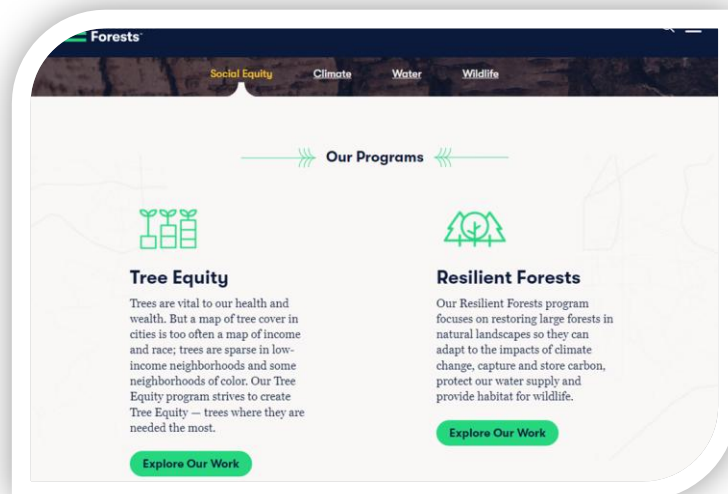 Forests
Social Equity Climate Water Wildlife
Our Programs
Tree Equity
Trees are vital to our health and
wealth. But a map of tree cover in
cities is too often a map of income
and race; trees are sparse in low-
income neighborhoods and some
neighborhoods of color. Our Tree
Equity program strives to create
Tree Equity — trees where they are
needed the most.
Explore Our Work
Resilient Forests
Our Resilient Forests program
focuses on restoring large forests in
natural landscapes so they can
adapt to the impacts of climate
change, capture and store carbon,
protect our water supply and
provide habitat for wildlife.
Explore Our Work